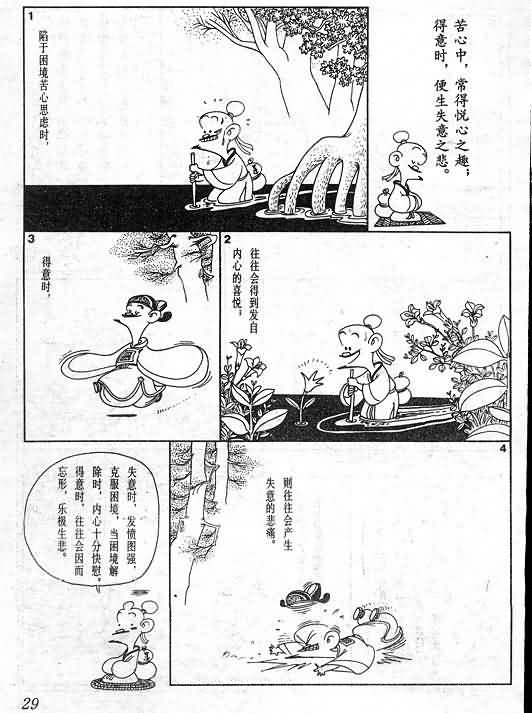 苦心中，常得悦心之趣；
得意时，便生失意之悲。
1
陷于困境苦心思虑时，
2
往往会得到发自
内心的喜悦；
3
得意时，
4
则往往会产生
失意的悲痛。
失意时，发愤图强，
克服困境，当困境解
除时，内心十分快慰。
得意时，往往会因而
忘形，乐极生悲。
29